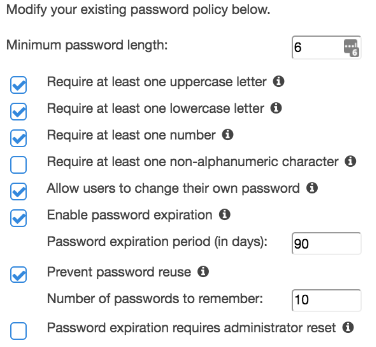 Modify your existing password policy below.
Minimum password length: 6
Require at least one uppercase letter
Require at least one lowercase letter
Require at least one number
Require at least one non-alphanumeric character
Allow users to change their own password
Enable password expiration
Password expiration period (in days): 90
Prevent password reuse
Number of passwords to remember: 10
Password expiration requires administrator reset